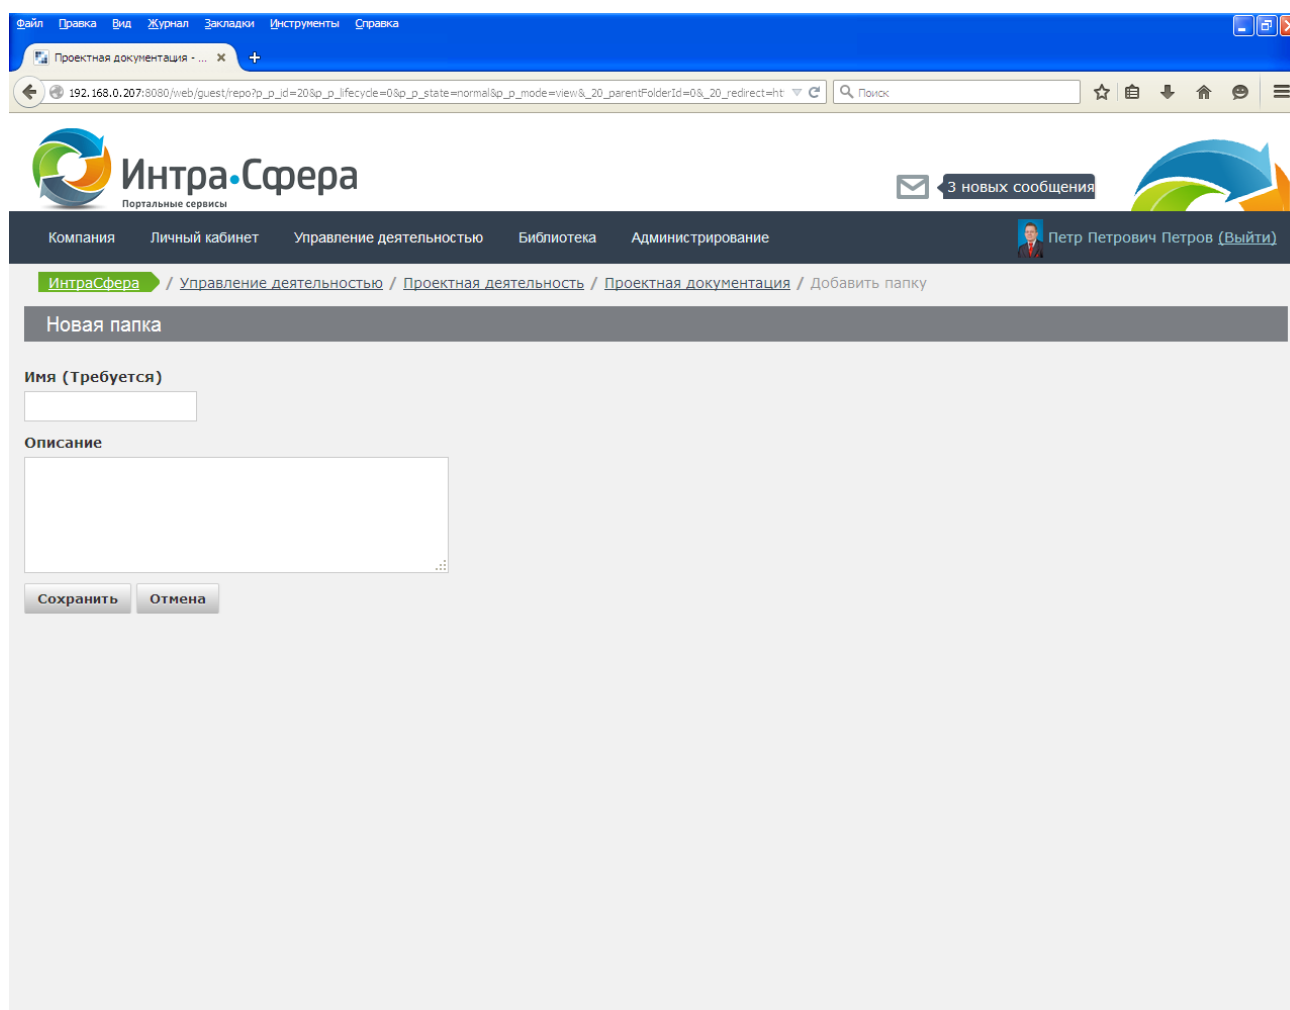 Файл Правка Вид Журнал Закладки Инструменты Справка
Проектная документация - ... × +
192.168.0.207:8080/web/guest/repo?p_p_id=20&p_p_lifecycle=0&p_p_state=normal&p_p_mode=view&_20_parentFolderId=0&_20_redirect=ht Поиск
Интра•Сфера
Портальные сервисы
3 новых сообщения
Компания Личный кабинет Управление деятельностью Библиотека Администрирование Петр Петрович Петров (Выйти)
ИнтраСфера / Управление деятельностью / Проектная деятельность / Проектная документация / Добавить папку
Новая папка
Имя (Требуется)
Описание
Сохранить Отмена